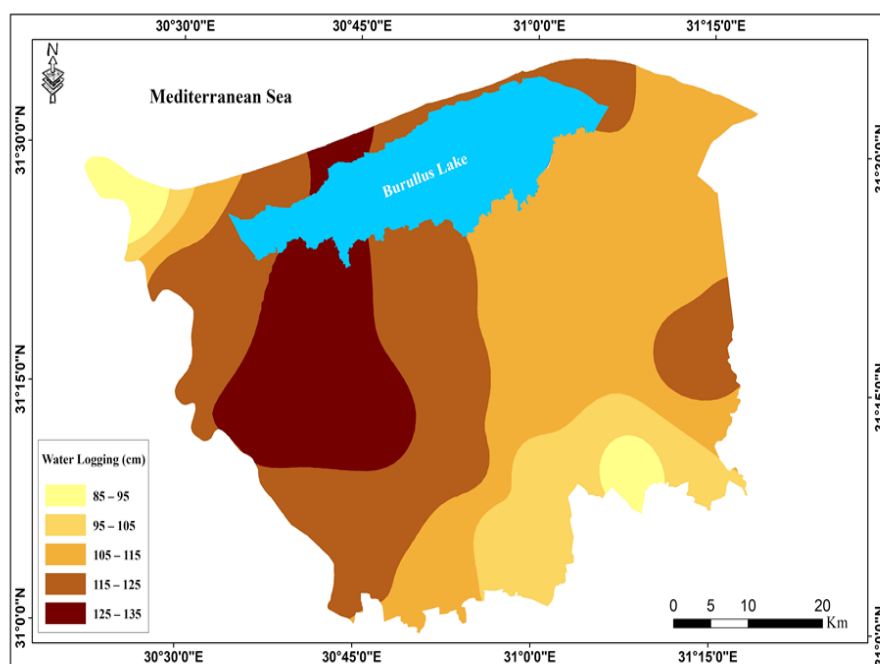 30°30'0"E 30°45'0"E 31°0'0"E 31°15'0"E
N
Mediterranean Sea
31°30'0"N 31°30'0"N
Burullus Lake
31°15'0"N 31°15'0"N
Water Logging (cm)
85 – 95
95 – 105
105 – 115
115 – 125
125 – 135
0 5 10 20
Km
31°0'0"N 31°0'0"N
30°30'0"E 30°45'0"E 31°0'0"E 31°15'0"E